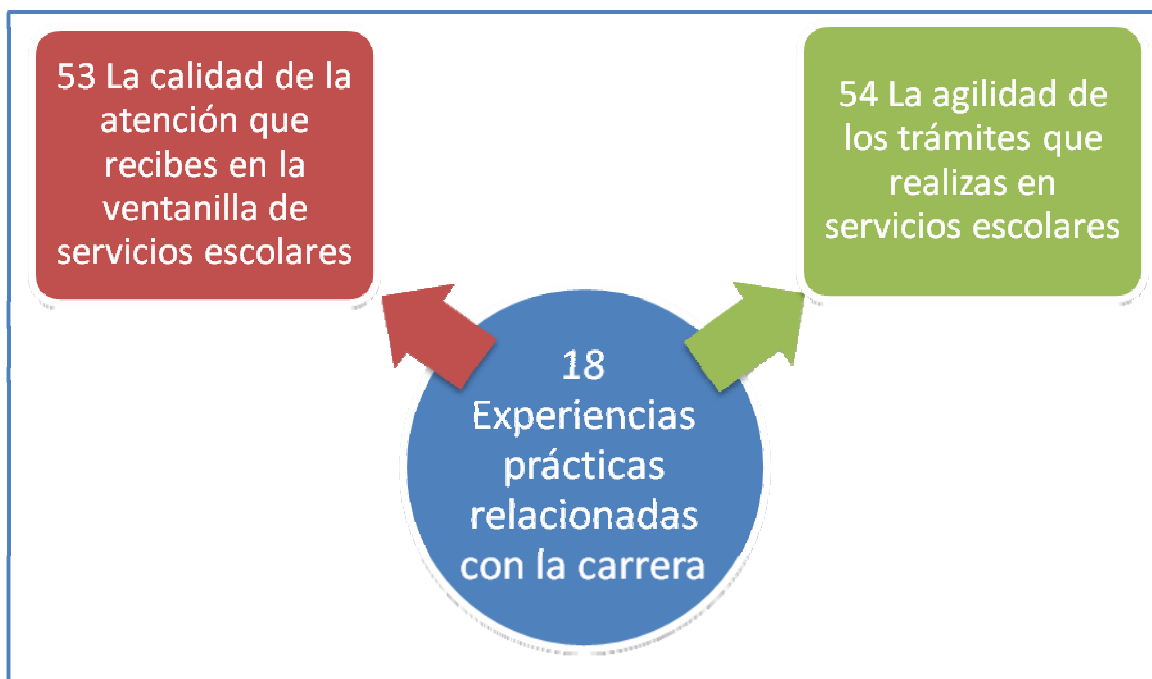 53 La calidad de la
atención que
recibes en la
ventanilla de
servicios escolares
54 La agilidad de
los trámites que
realizas en
servicios escolares
18
Experiencias
prácticas
relacionadas
con la carrera